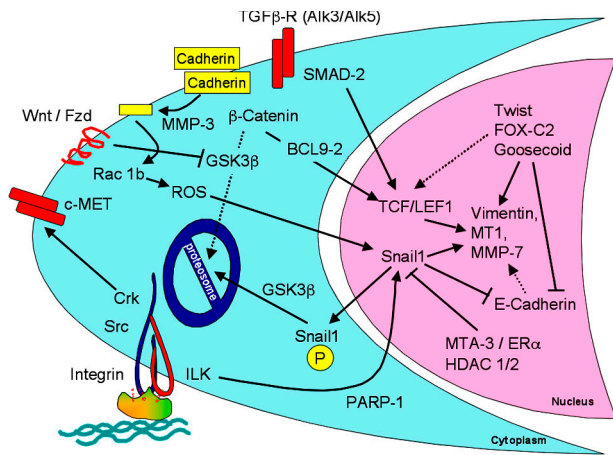 TGFβ-R (Alk3/Alk5)
Cadherin
Cadherin
SMAD-2
Wnt / Fzd
MMP-3
β-Catenin
Twist
FOX-C2
Goosecoid
BCL9-2
GSK3β
Rac 1b
ROS
c-MET
TCF/LEF1
Vimentin,
MT1,
MMP-7
Snail1
proteosome
GSK3β
E-Cadherin
Crk
Src
Snail1
P
MTA-3 / ERα
HDAC 1/2
Integrin
ILK
PARP-1
Nucleus
Cytoplasm